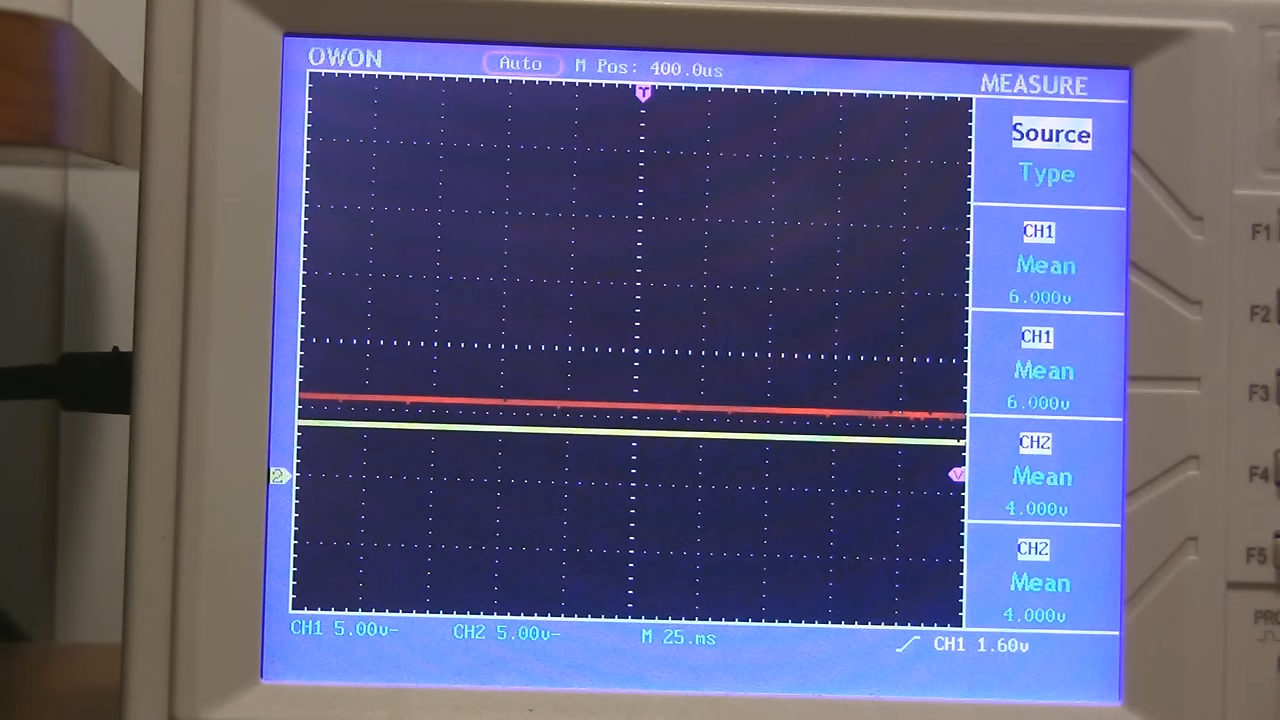 OWON Auto M Pos: 400.0us
MEASURE
T
Source
Type
CH1
Mean
6.000v
CH1
Mean
6.000v
CH2
Mean
4.000v
CH2
Mean
4.000v
2
V
CH1 5.00v- CH2 5.00v- M 25.ms
CH1 1.60v
F1
F2
F3
F4
F5